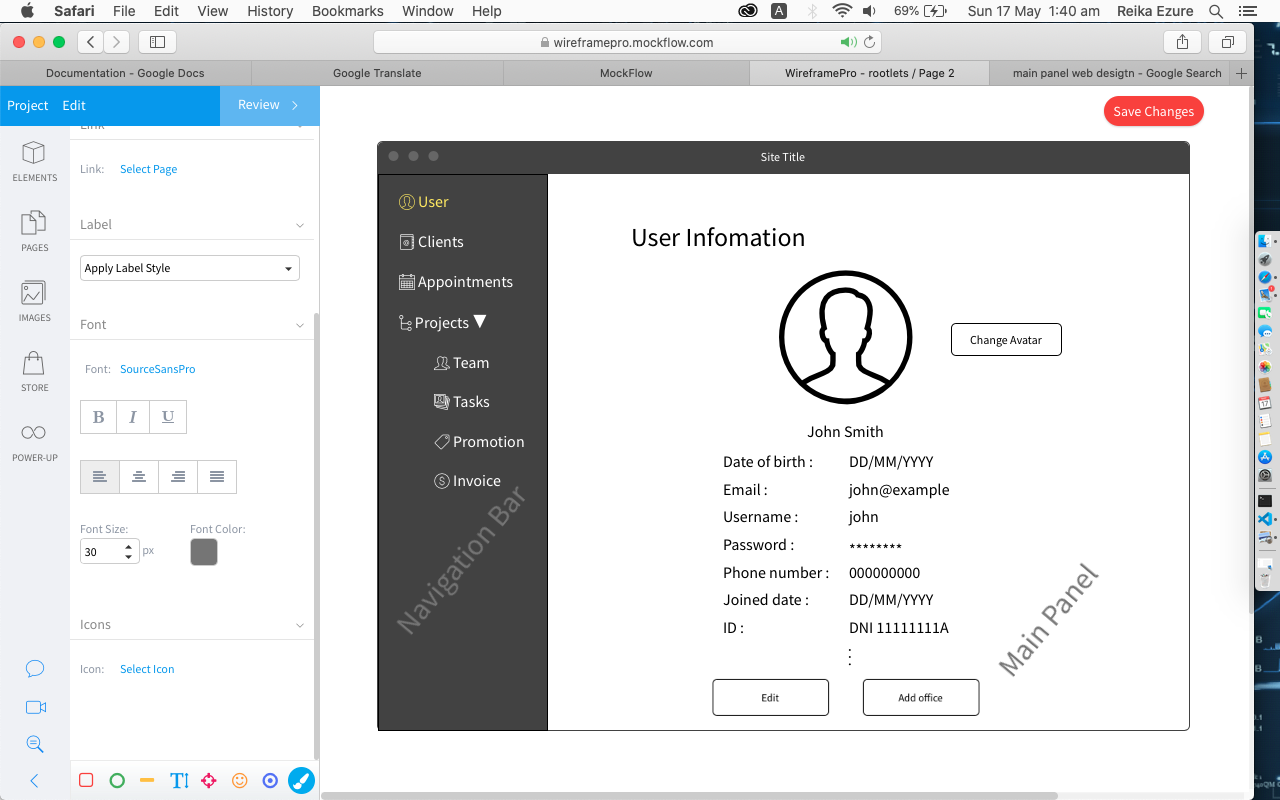 Safari File Edit View History Bookmarks Window Help A 69% Sun 17 May 1:40 am Reika Ezure
wireframepro.mockflow.com
Documentation - Google Docs Google Translate MockFlow WireframePro - rootlets / Page 2 main panel web desigtn - Google Search
Project Edit Review
Save Changes
Link
Link: Select Page
Label
Apply Label Style
Font
Font: SourceSansPro
B I U
Font Size: Font Color:
30 px
Icons
Icon: Select Icon
ELEMENTS
PAGES
IMAGES
STORE
POWER-UP
T
Site Title
User
Clients
Appointments
Projects ▼
Team
Tasks
Promotion
Invoice
Navigation Bar
User Infomation
Change Avatar
John Smith
Date of birth : DD/MM/YYYY
Email : john@example
Username : john
Password : ********
Phone number : 000000000
Joined date : DD/MM/YYYY
ID : DNI 11111111A
⋮
Main Panel
Edit Add office
17